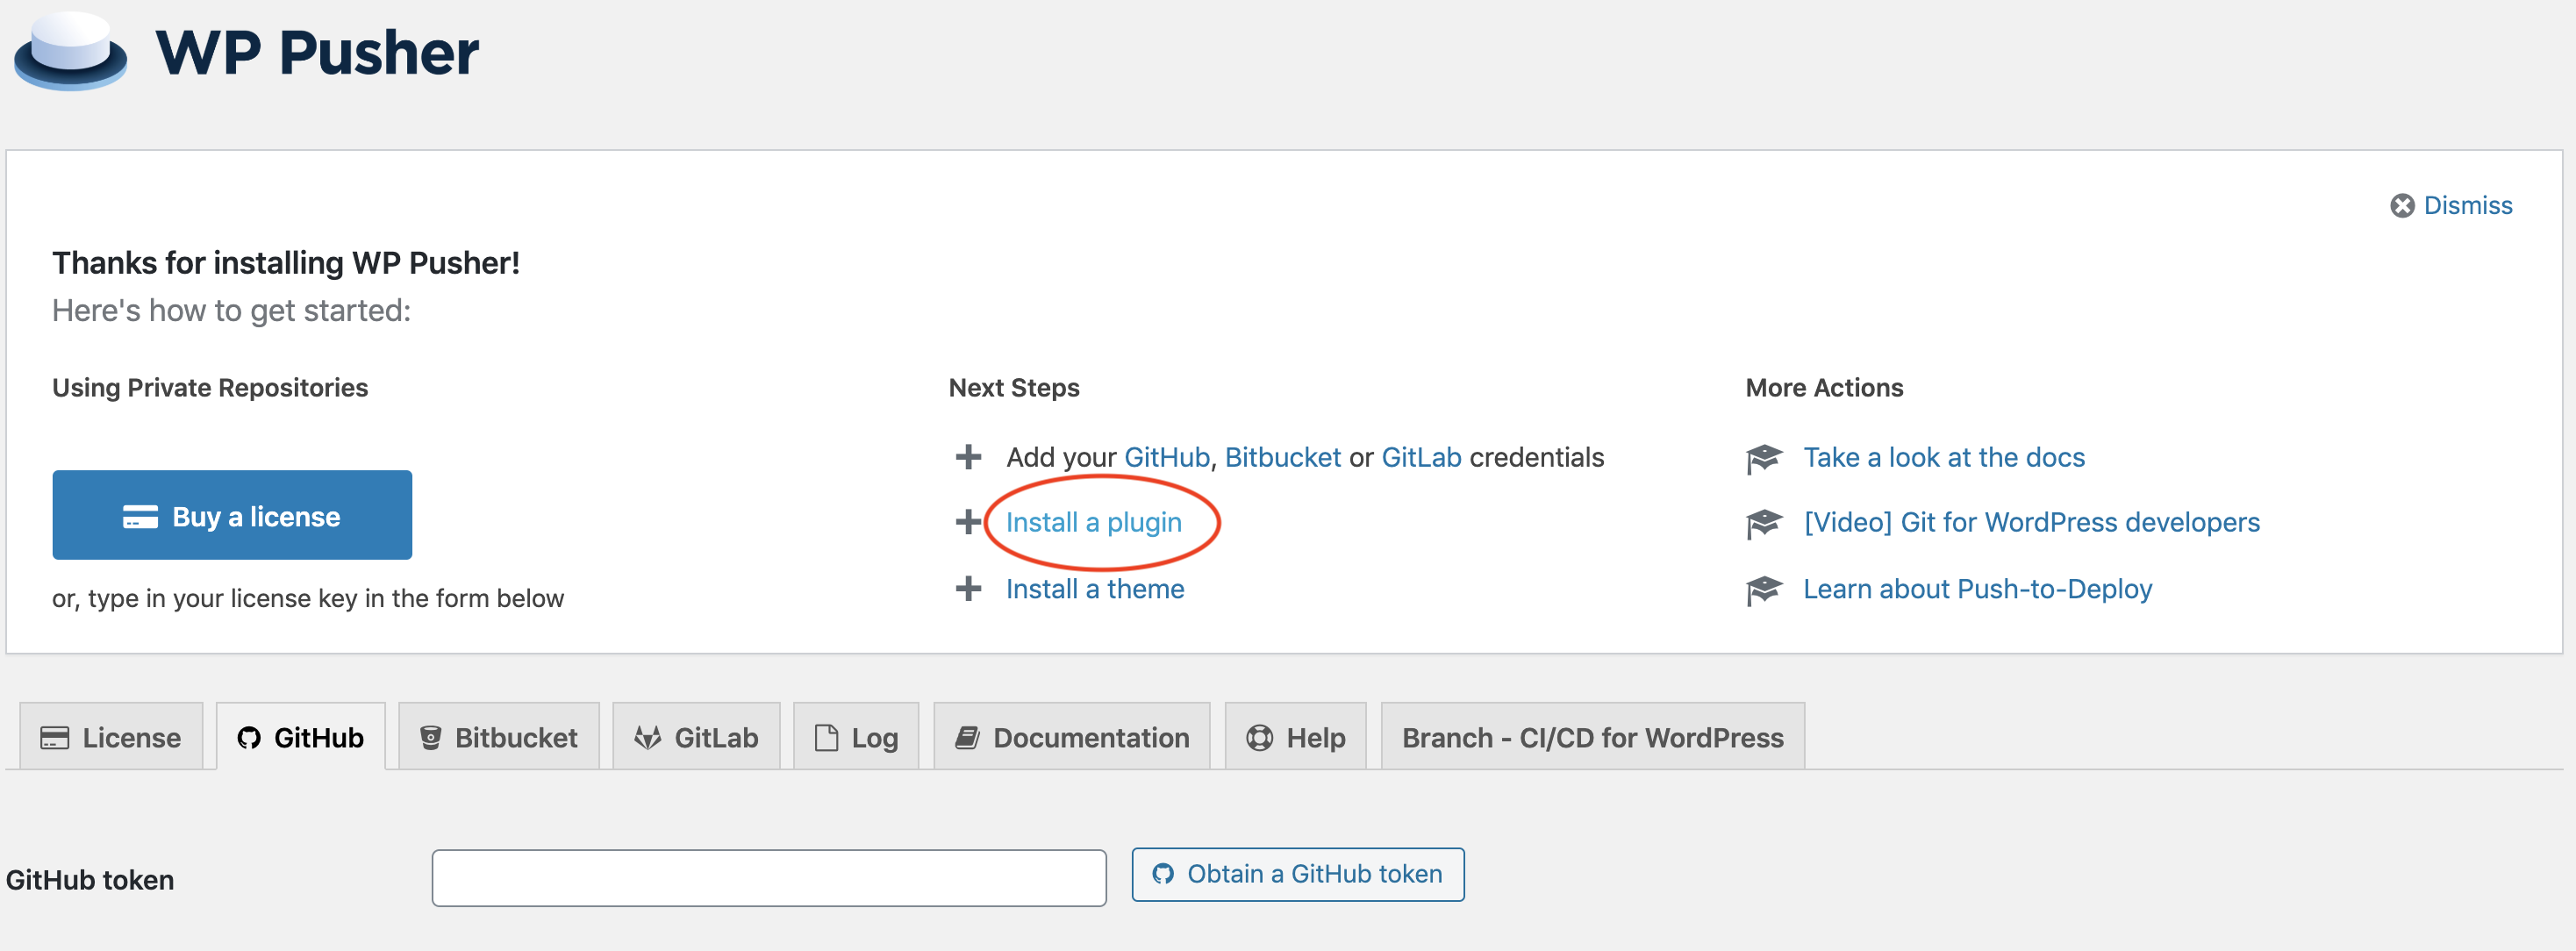 WP Pusher
Dismiss
Thanks for installing WP Pusher!
Here's how to get started:
Using Private Repositories
Buy a license
or, type in your license key in the form below
Next Steps
Add your GitHub, Bitbucket or GitLab credentials
Install a plugin
Install a theme
More Actions
Take a look at the docs
[Video] Git for WordPress developers
Learn about Push-to-Deploy
License GitHub Bitbucket GitLab Log Documentation Help Branch - CI/CD for WordPress
GitHub token Obtain a GitHub token